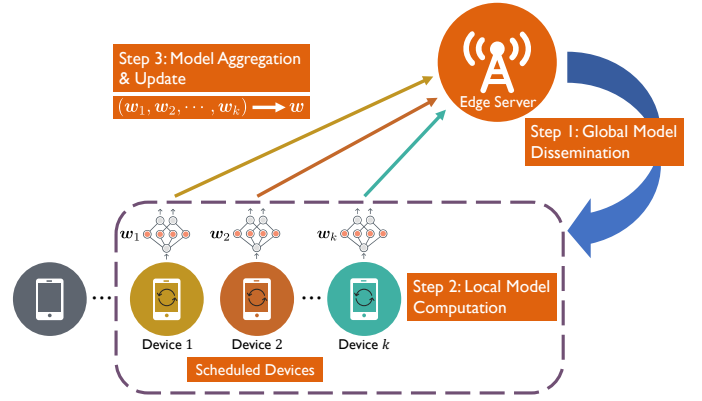 Step 3: Model Aggregation
& Update
(w₁, w₂, ⋯ , wₖ) ⟶ w
Edge Server
Step 1: Global Model
Dissemination
w₁
w₂
wₖ
...
...
Step 2: Local Model
Computation
Device 1
Device 2
Device k
Scheduled Devices